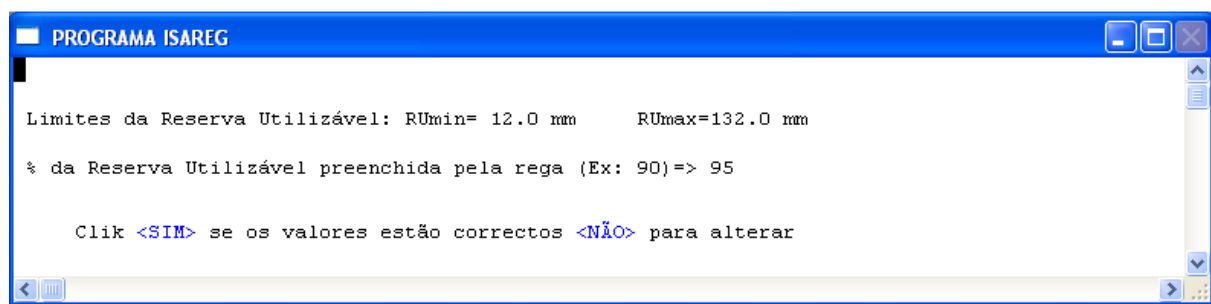 PROGRAMA ISAREG
Limites da Reserva Utilizável: RUmin= 12.0 mm RUmax=132.0 mm
% da Reserva Utilizável preenchida pela rega (Ex: 90)=> 95
Clik <SIM> se os valores estão correctos <NÃO> para alterar